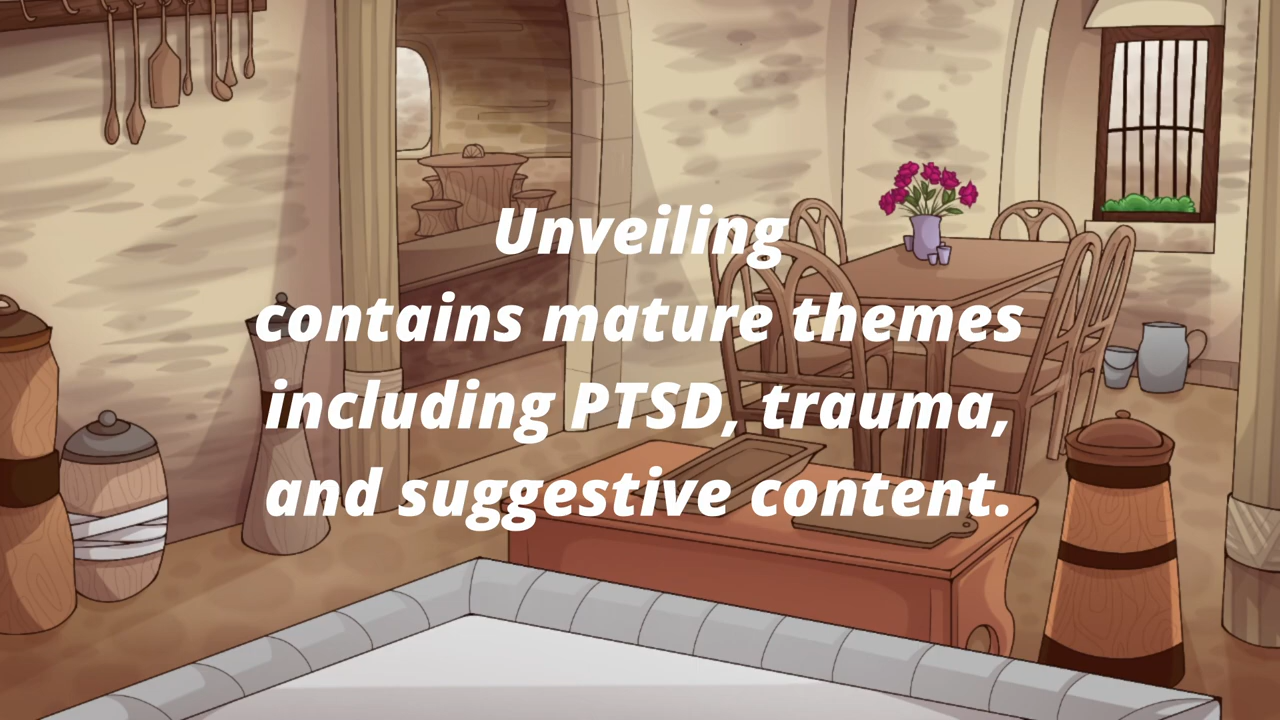 Unveiling
contains mature themes
including PTSD, trauma,
and suggestive content.